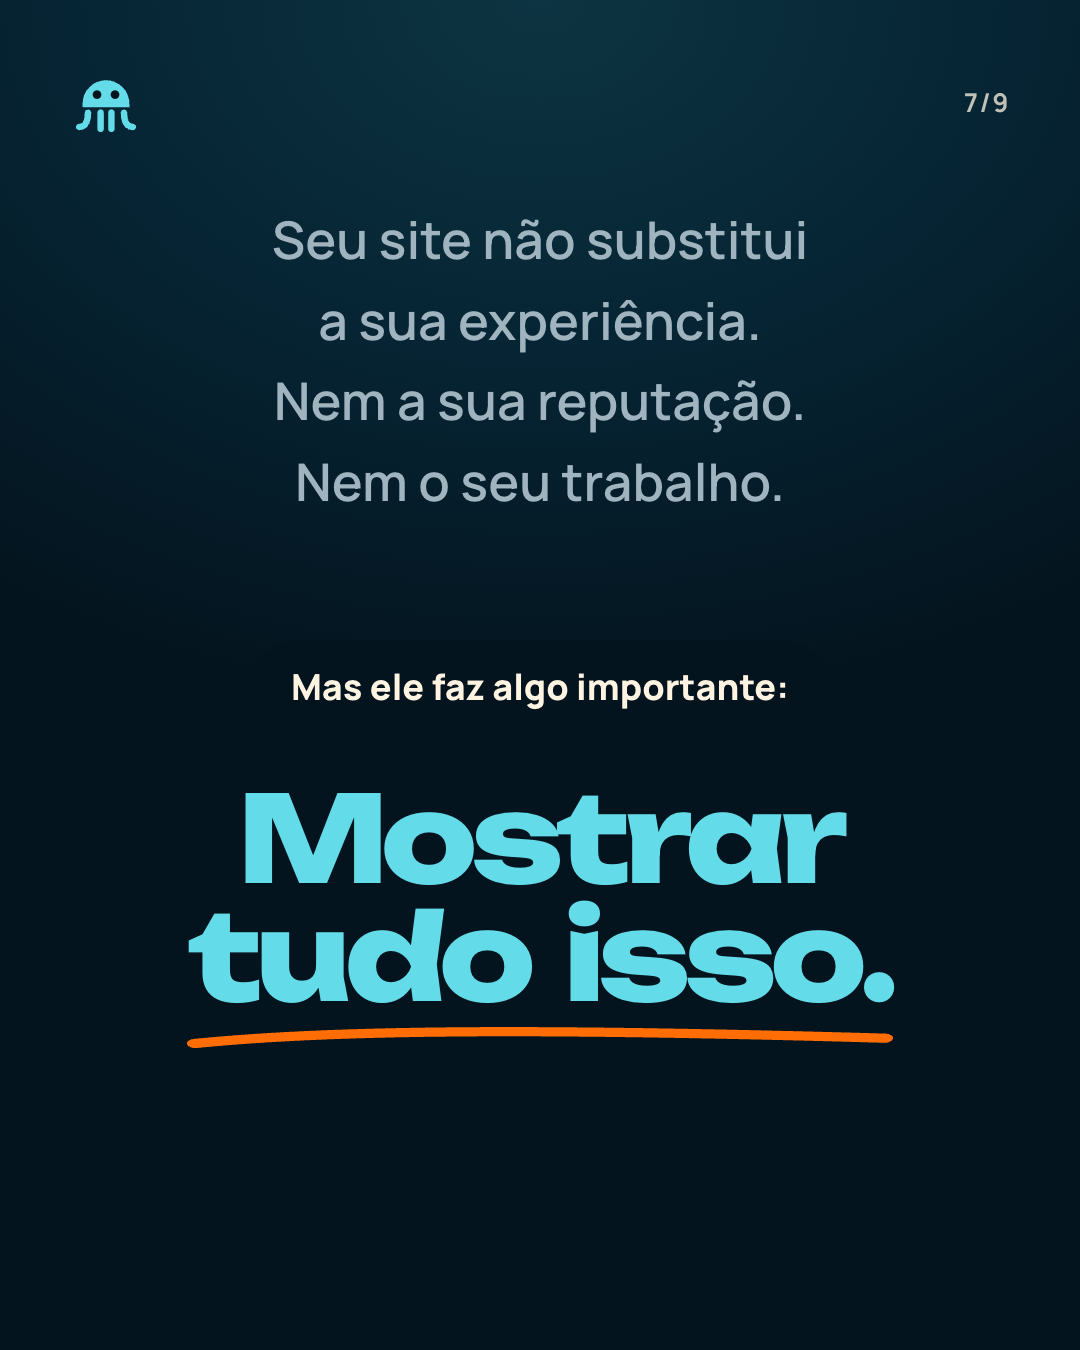 7/9
Seu site não substitui
a sua experiência.
Nem a sua reputação.
Nem o seu trabalho.
Mas ele faz algo importante:
Mostrar
tudo isso.